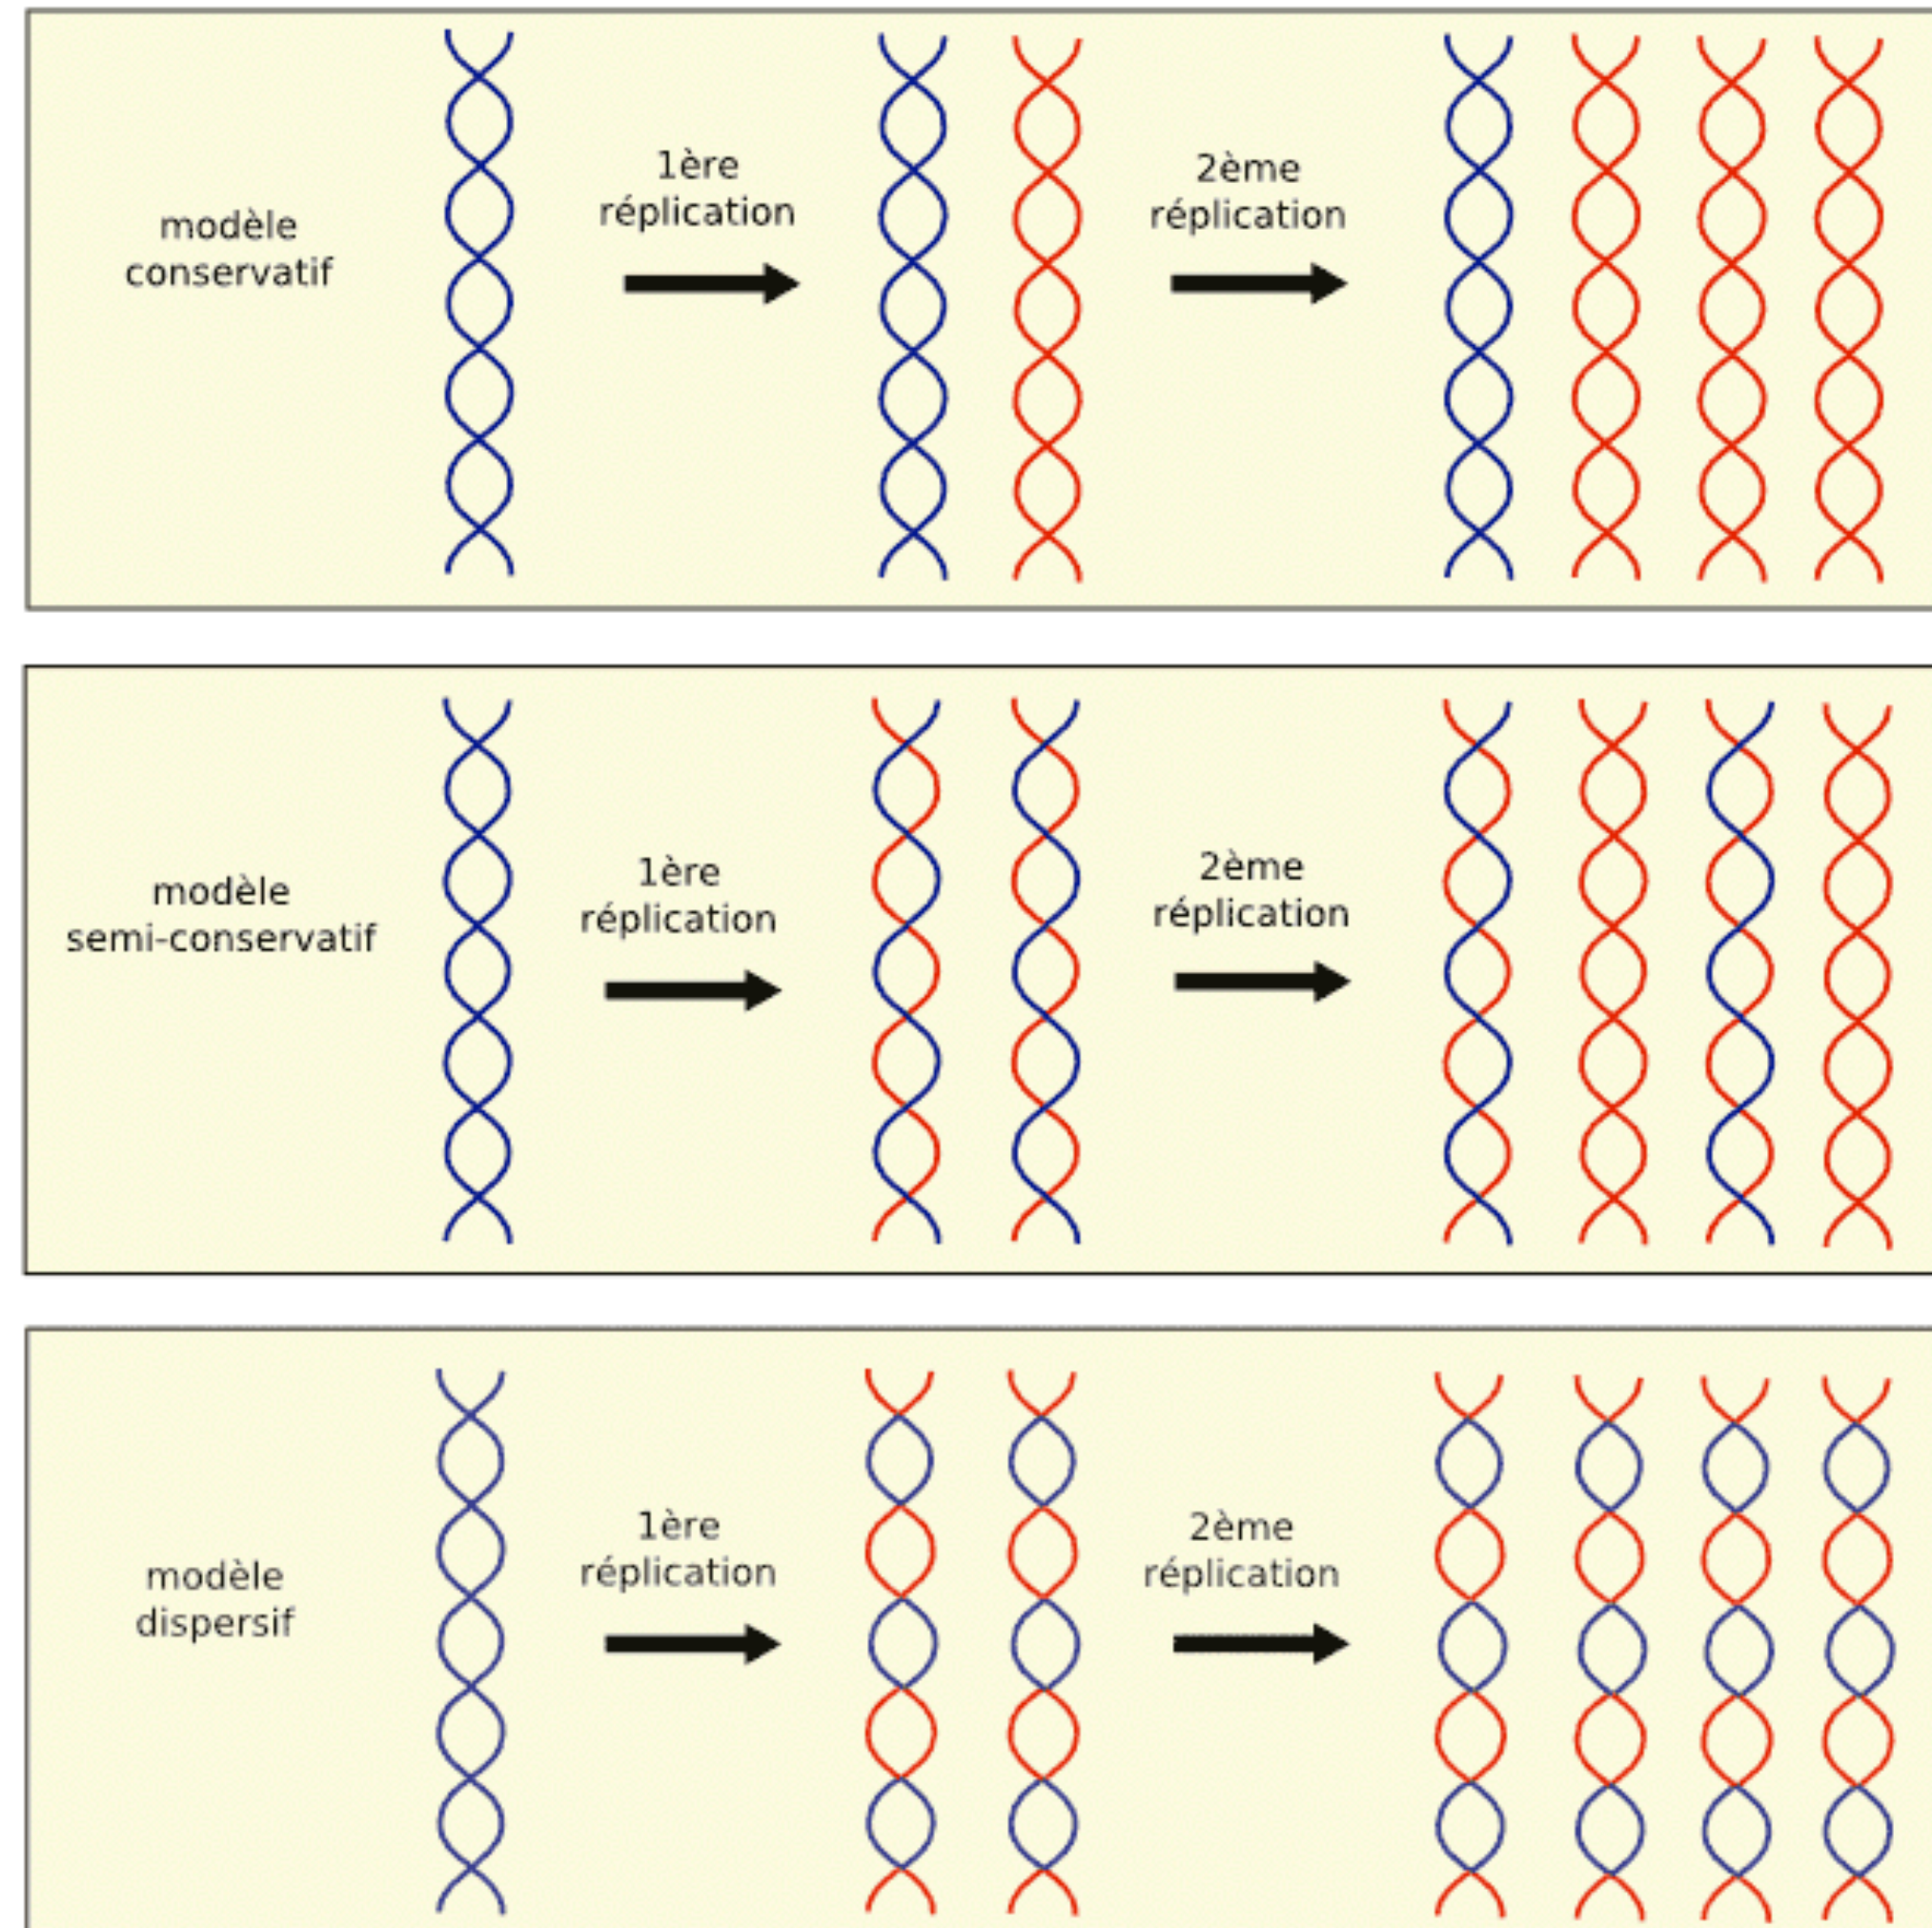 modèle
conservatif
1ère
réplication
2ème
réplication
modèle
semi-conservatif
1ère
réplication
2ème
réplication
modèle
dispersif
1ère
réplication
2ème
réplication